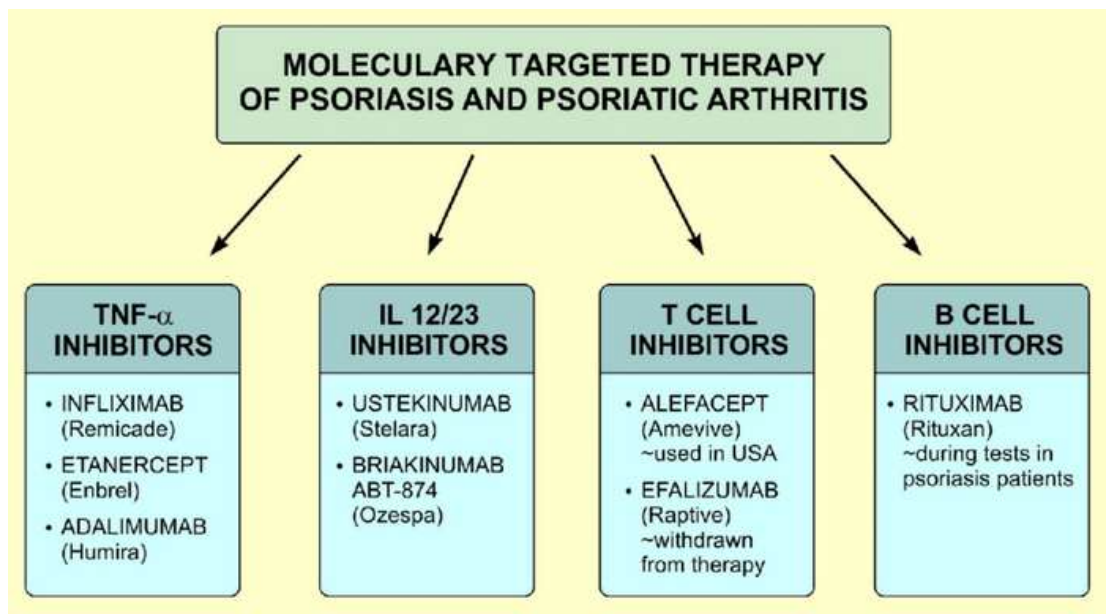 MOLECULARY TARGETED THERAPY
OF PSORIASIS AND PSORIATIC ARTHRITIS
TNF-α
INHIBITORS
• INFLIXIMAB
(Remicade)
• ETANERCEPT
(Enbrel)
• ADALIMUMAB
(Humira)
IL 12/23
INHIBITORS
• USTEKINUMAB
(Stelara)
• BRIAKINUMAB
ABT-874
(Ozespa)
T CELL
INHIBITORS
• ALEFACEPT
(Amevive)
~used in USA
• EFALIZUMAB
(Raptive)
~withdrawn
from therapy
B CELL
INHIBITORS
• RITUXIMAB
(Rituxan)
~during tests in
psoriasis patients